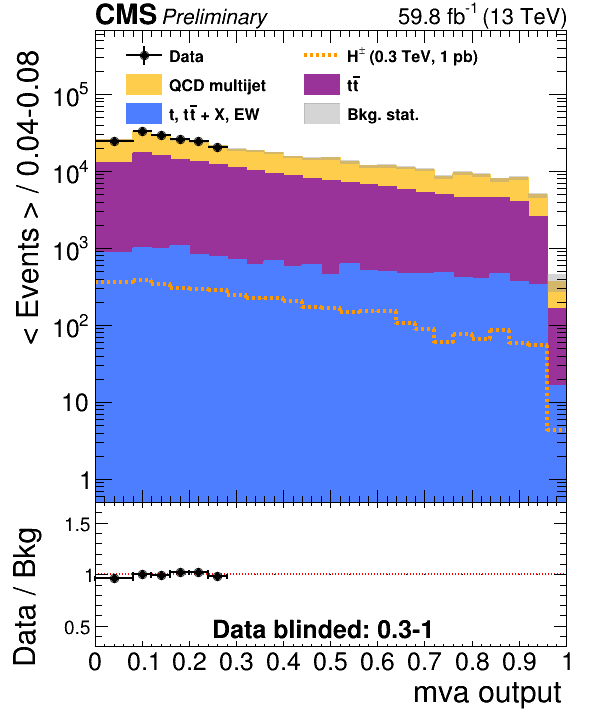 CMS Preliminary 59.8 fb⁻¹ (13 TeV)
< Events > / 0.04-0.08
Data
H± (0.3 TeV, 1 pb)
QCD multijet
tt̄
t, tt̄ + X, EW
Bkg. stat.
10⁵
10⁴
10³
10²
10
1
Data / Bkg
1.5
1
0.5
Data blinded: 0.3-1
0 0.1 0.2 0.3 0.4 0.5 0.6 0.7 0.8 0.9 1
mva output